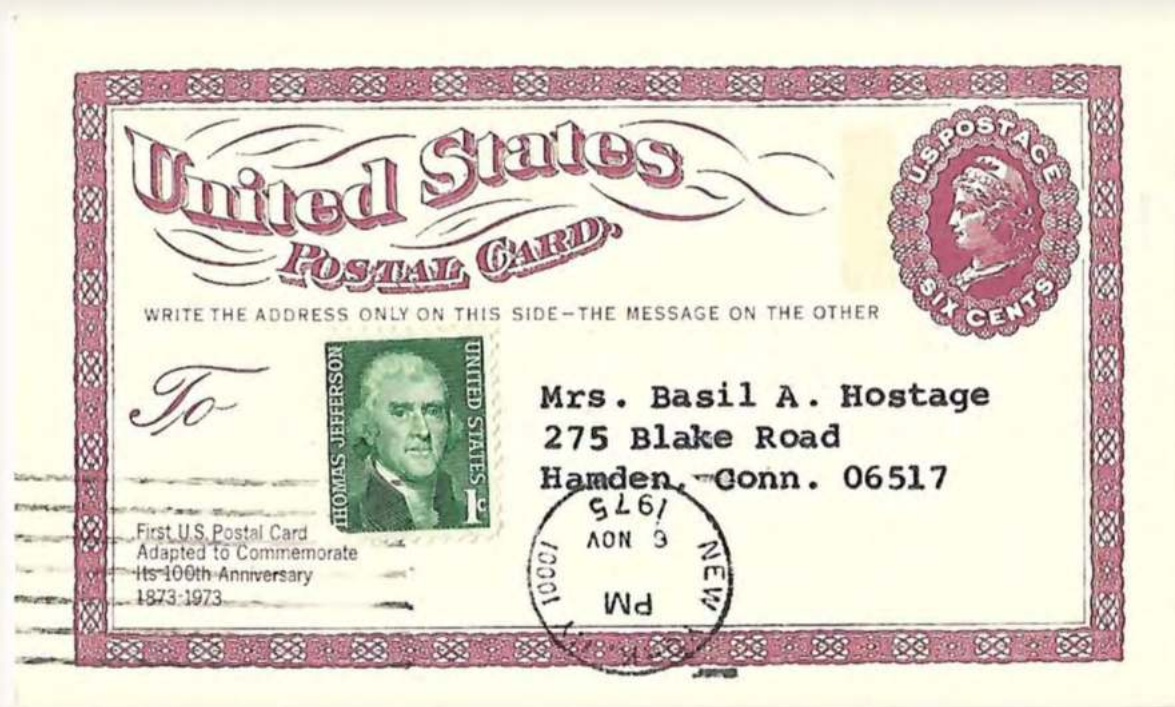 United States
POSTAL CARD.
U.S. POSTAGE
SIX CENTS
WRITE THE ADDRESS ONLY ON THIS SIDE–THE MESSAGE ON THE OTHER
To
THOMAS JEFFERSON
UNITED STATES
1c
Mrs. Basil A. Hostage
275 Blake Road
Hamden, Conn. 06517
First U.S. Postal Card
Adapted to Commemorate
Its 100th Anniversary
1873-1973
NEW 10001
PM
6 NOV
1975